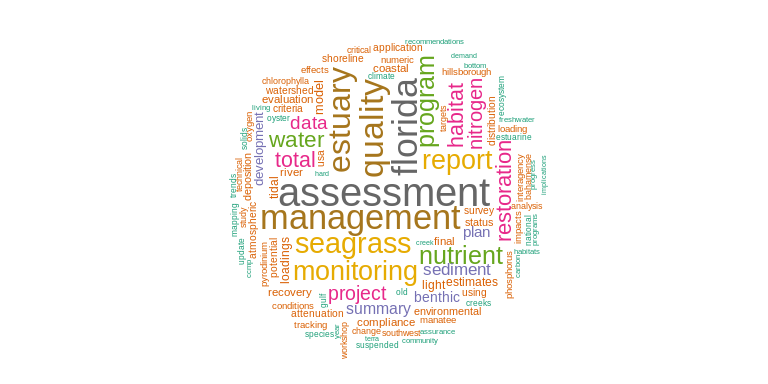 recommendations
critical application
demand
shoreline
numeric
bottom
effects
climate
coastal
hillsborough
chlorophylla
watershed
model
estuary
quality
florida
program
habitat
nitrogen
targets
distribution
ecosystem
living
evaluation
oyster
criteria
data
freshwater
loading
estuarine
solids
oxygen
development
water
total
usa
report
restoration
hard
river
tidal
technical
deposition
trends
assessment
interagency
bahamense
progress
implications
mapping
study
atmospheric
management
survey
status
analysis
plan
impacts
national
programs
update
ccmp
pyrodinium
potential
loadings
seagrass
creek
final
nutrient
habitats
carbon
phosphorus
monitoring
sediment
light
estimates
recovery
gulf
project
old
benthic
using
creeks
conditions
attenuation
summary
environmental
tracking
species
year
workshop
compliance
manatee
change
southwest
assurance
terra
suspended
community